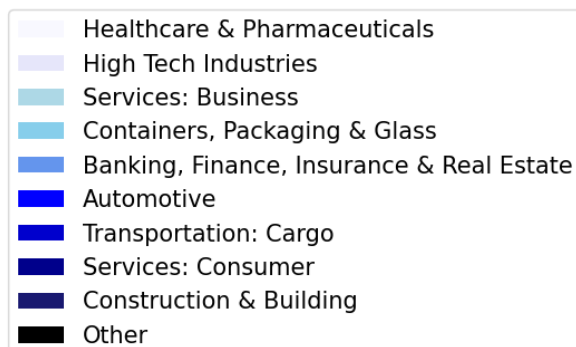 Healthcare & Pharmaceuticals
High Tech Industries
Services: Business
Containers, Packaging & Glass
Banking, Finance, Insurance & Real Estate
Automotive
Transportation: Cargo
Services: Consumer
Construction & Building
Other